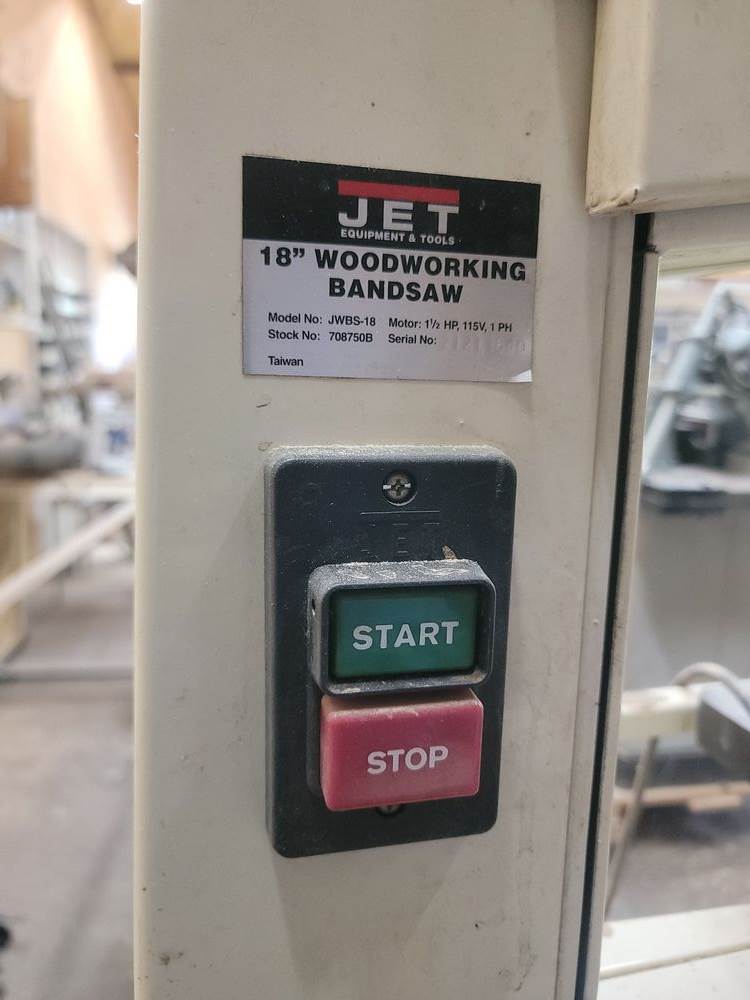 JET
EQUIPMENT & TOOLS
18” WOODWORKING
BANDSAW
Model No: JWBS-18 Motor: 1½ HP, 115V, 1 PH
Stock No: 708750B Serial No:
Taiwan
JET
START
STOP